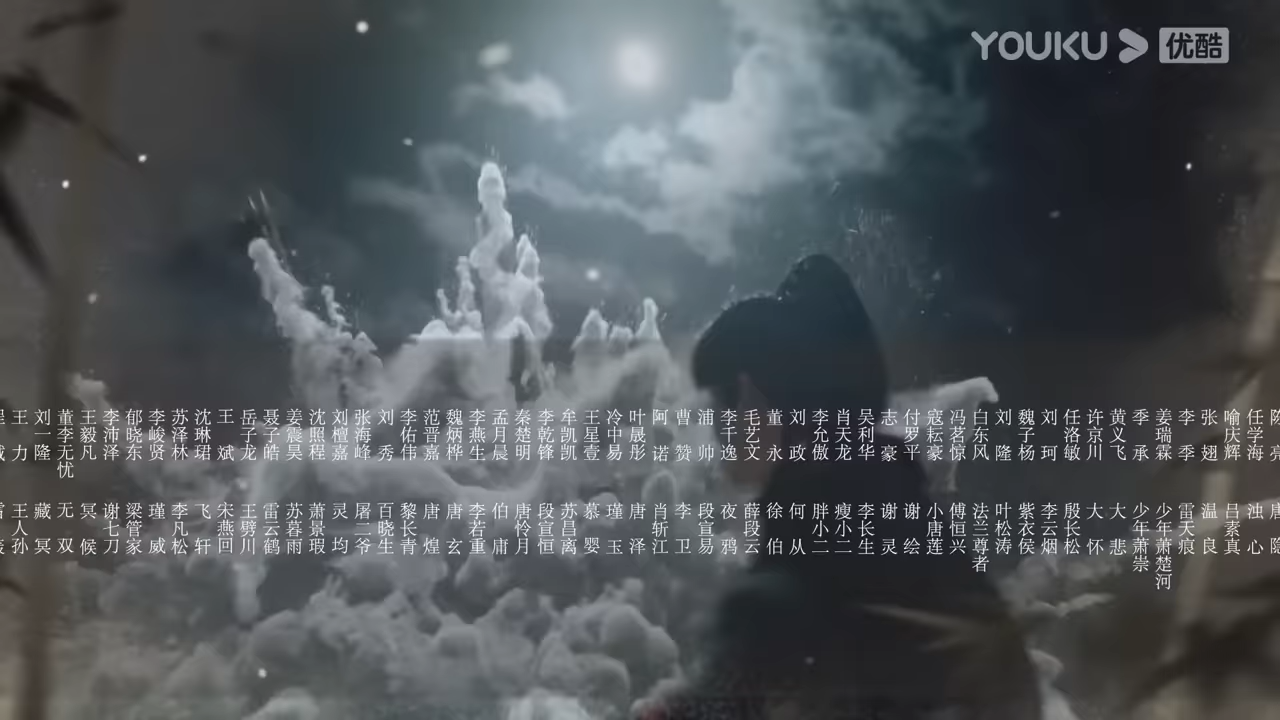 YOUKU 优酷
任学海
喻庆辉
张翅
李季
姜瑞霖
季承
黄义飞
许京川
任洛敏
刘珂
魏子杨
刘隆
白东风
冯茗惊
寇耘豪
付罗平
志豪
吴利华
肖天龙
李允傲
刘政
董永
毛艺文
李千逸
浦帅
曹赞
阿诺
叶晟彤
冷中易
王星壹
牟凯凯
李乾锋
秦楚明
孟月晨
李燕生
魏炳桦
范晋嘉
李佑伟
刘秀
张海峰
刘檀嘉
沈照程
姜震昊
聂子皓
岳子龙
王斌
沈琳珺
苏泽林
李峻贤
郁晓东
李沛泽
王毅凡
董李无忧
刘一隆
王力
浊心
吕素真
温良
雷天痕
少年萧楚河
少年萧崇
大悲
大怀
殷长松
李云烟
紫衣侯
叶松涛
法兰尊者
傅恒兴
小唐莲
谢绘
谢灵
李长生
瘦小二
胖小二
何从
徐伯
薛段云
夜鸦
段宣易
李卫
肖斩江
唐泽
瑾玉
慕婴
苏昌离
段宣恒
唐怜月
伯庸
李若重
唐玄
唐煌
黎长青
百晓生
屠二爷
灵均
萧景瑕
苏暮雨
雷云鹤
王劈川
宋燕回
飞轩
李凡松
瑾威
梁管家
谢七刀
冥候
无双
藏冥
王人孙